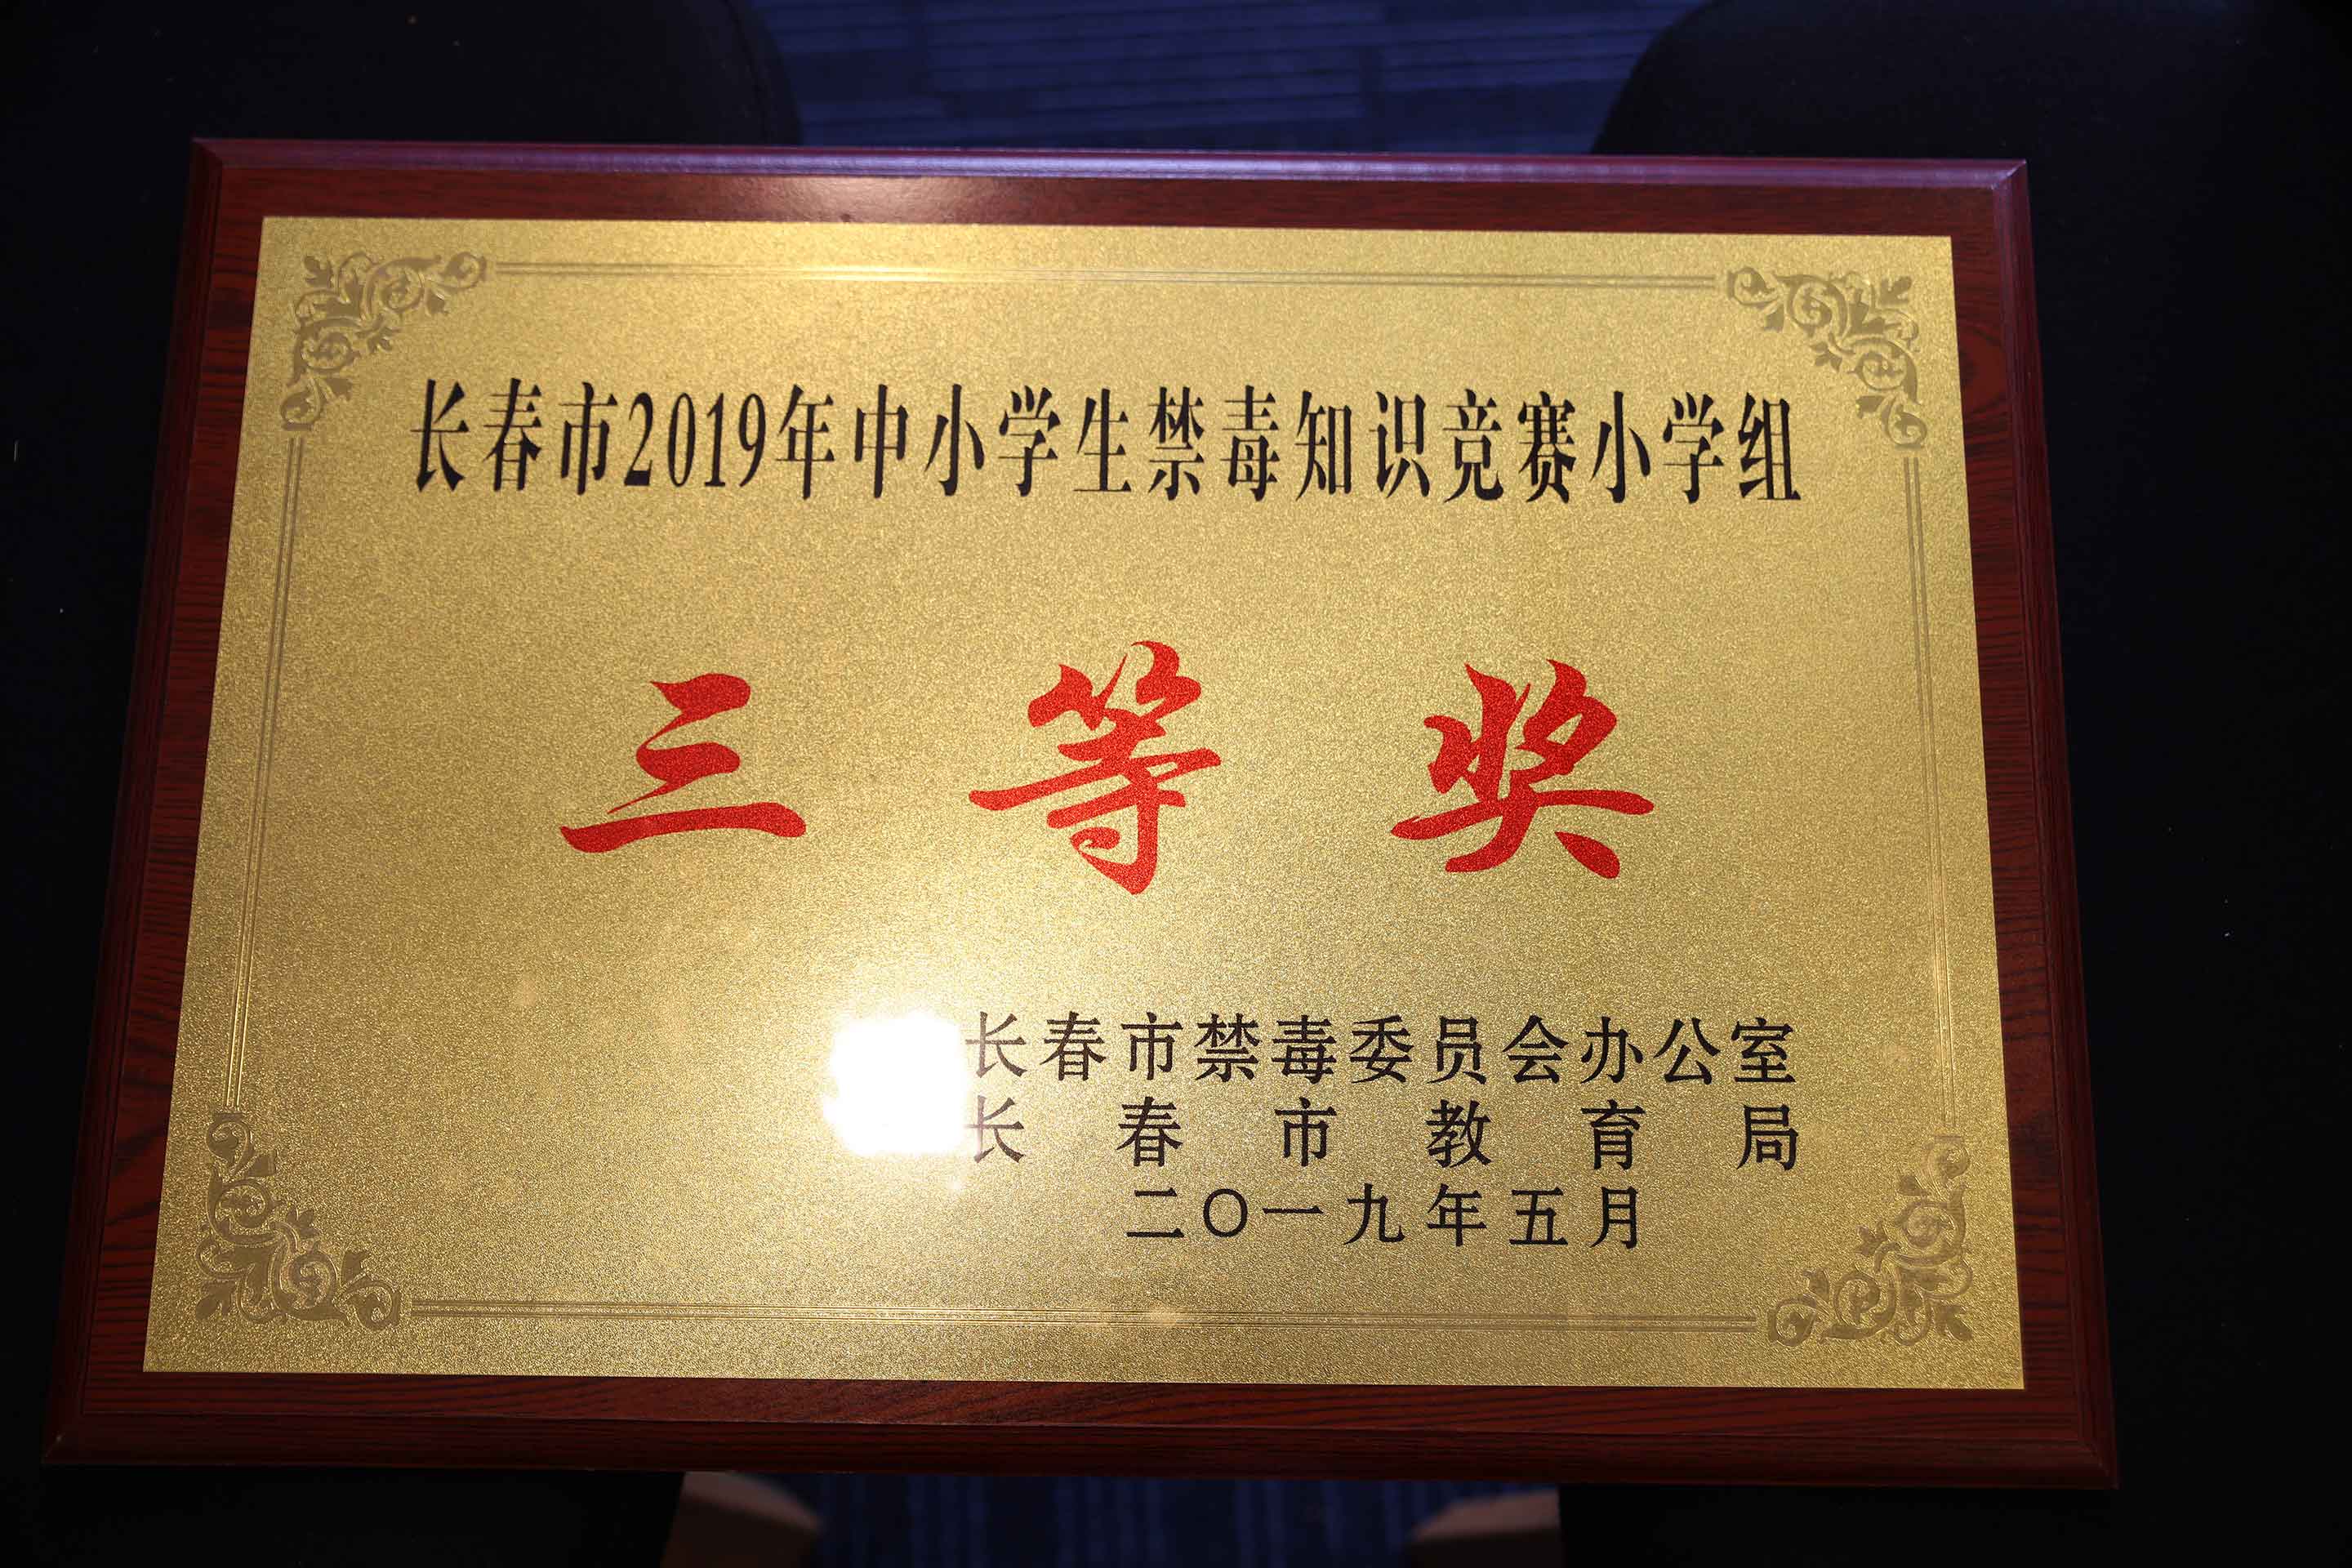 长春市2019年中小学生禁毒知识竞赛小学组
三等奖
长春市禁毒委员会办公室
长春市教育局
二〇一九年五月